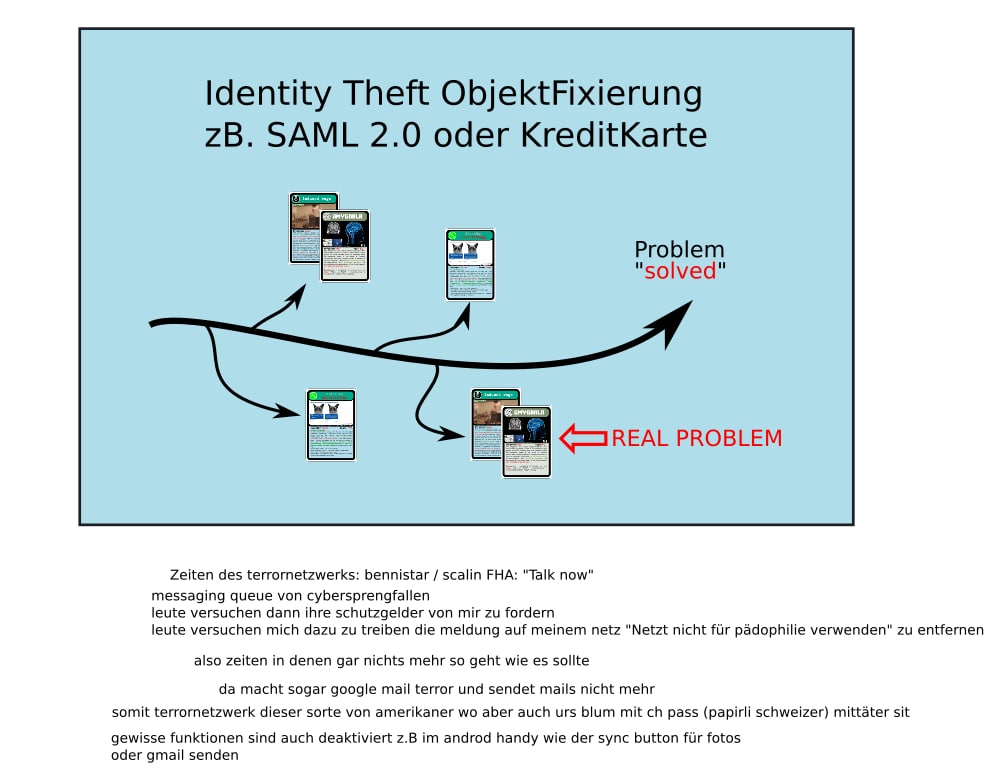 Identity Theft ObjektFixierung
zB. SAML 2.0 oder KreditKarte
AMYGDALA
Problem
"solved"
AMYGDALA
REAL PROBLEM
Zeiten des terrornetzwerks: bennistar / scalin FHA: "Talk now"
messaging queue von cybersprengfallen
leute versuchen dann ihre schutzgelder von mir zu fordern
leute versuchen mich dazu zu treiben die meldung auf meinem netz "Netzt nicht für pädophilie verwenden" zu entfernen
also zeiten in denen gar nichts mehr so geht wie es sollte
da macht sogar google mail terror und sendet mails nicht mehr
somit terrornetzwerk dieser sorte von amerikaner wo aber auch urs blum mit ch pass (papirli schweizer) mittäter sit
gewisse funktionen sind auch deaktiviert z.B im androd handy wie der sync button für fotos
oder gmail senden